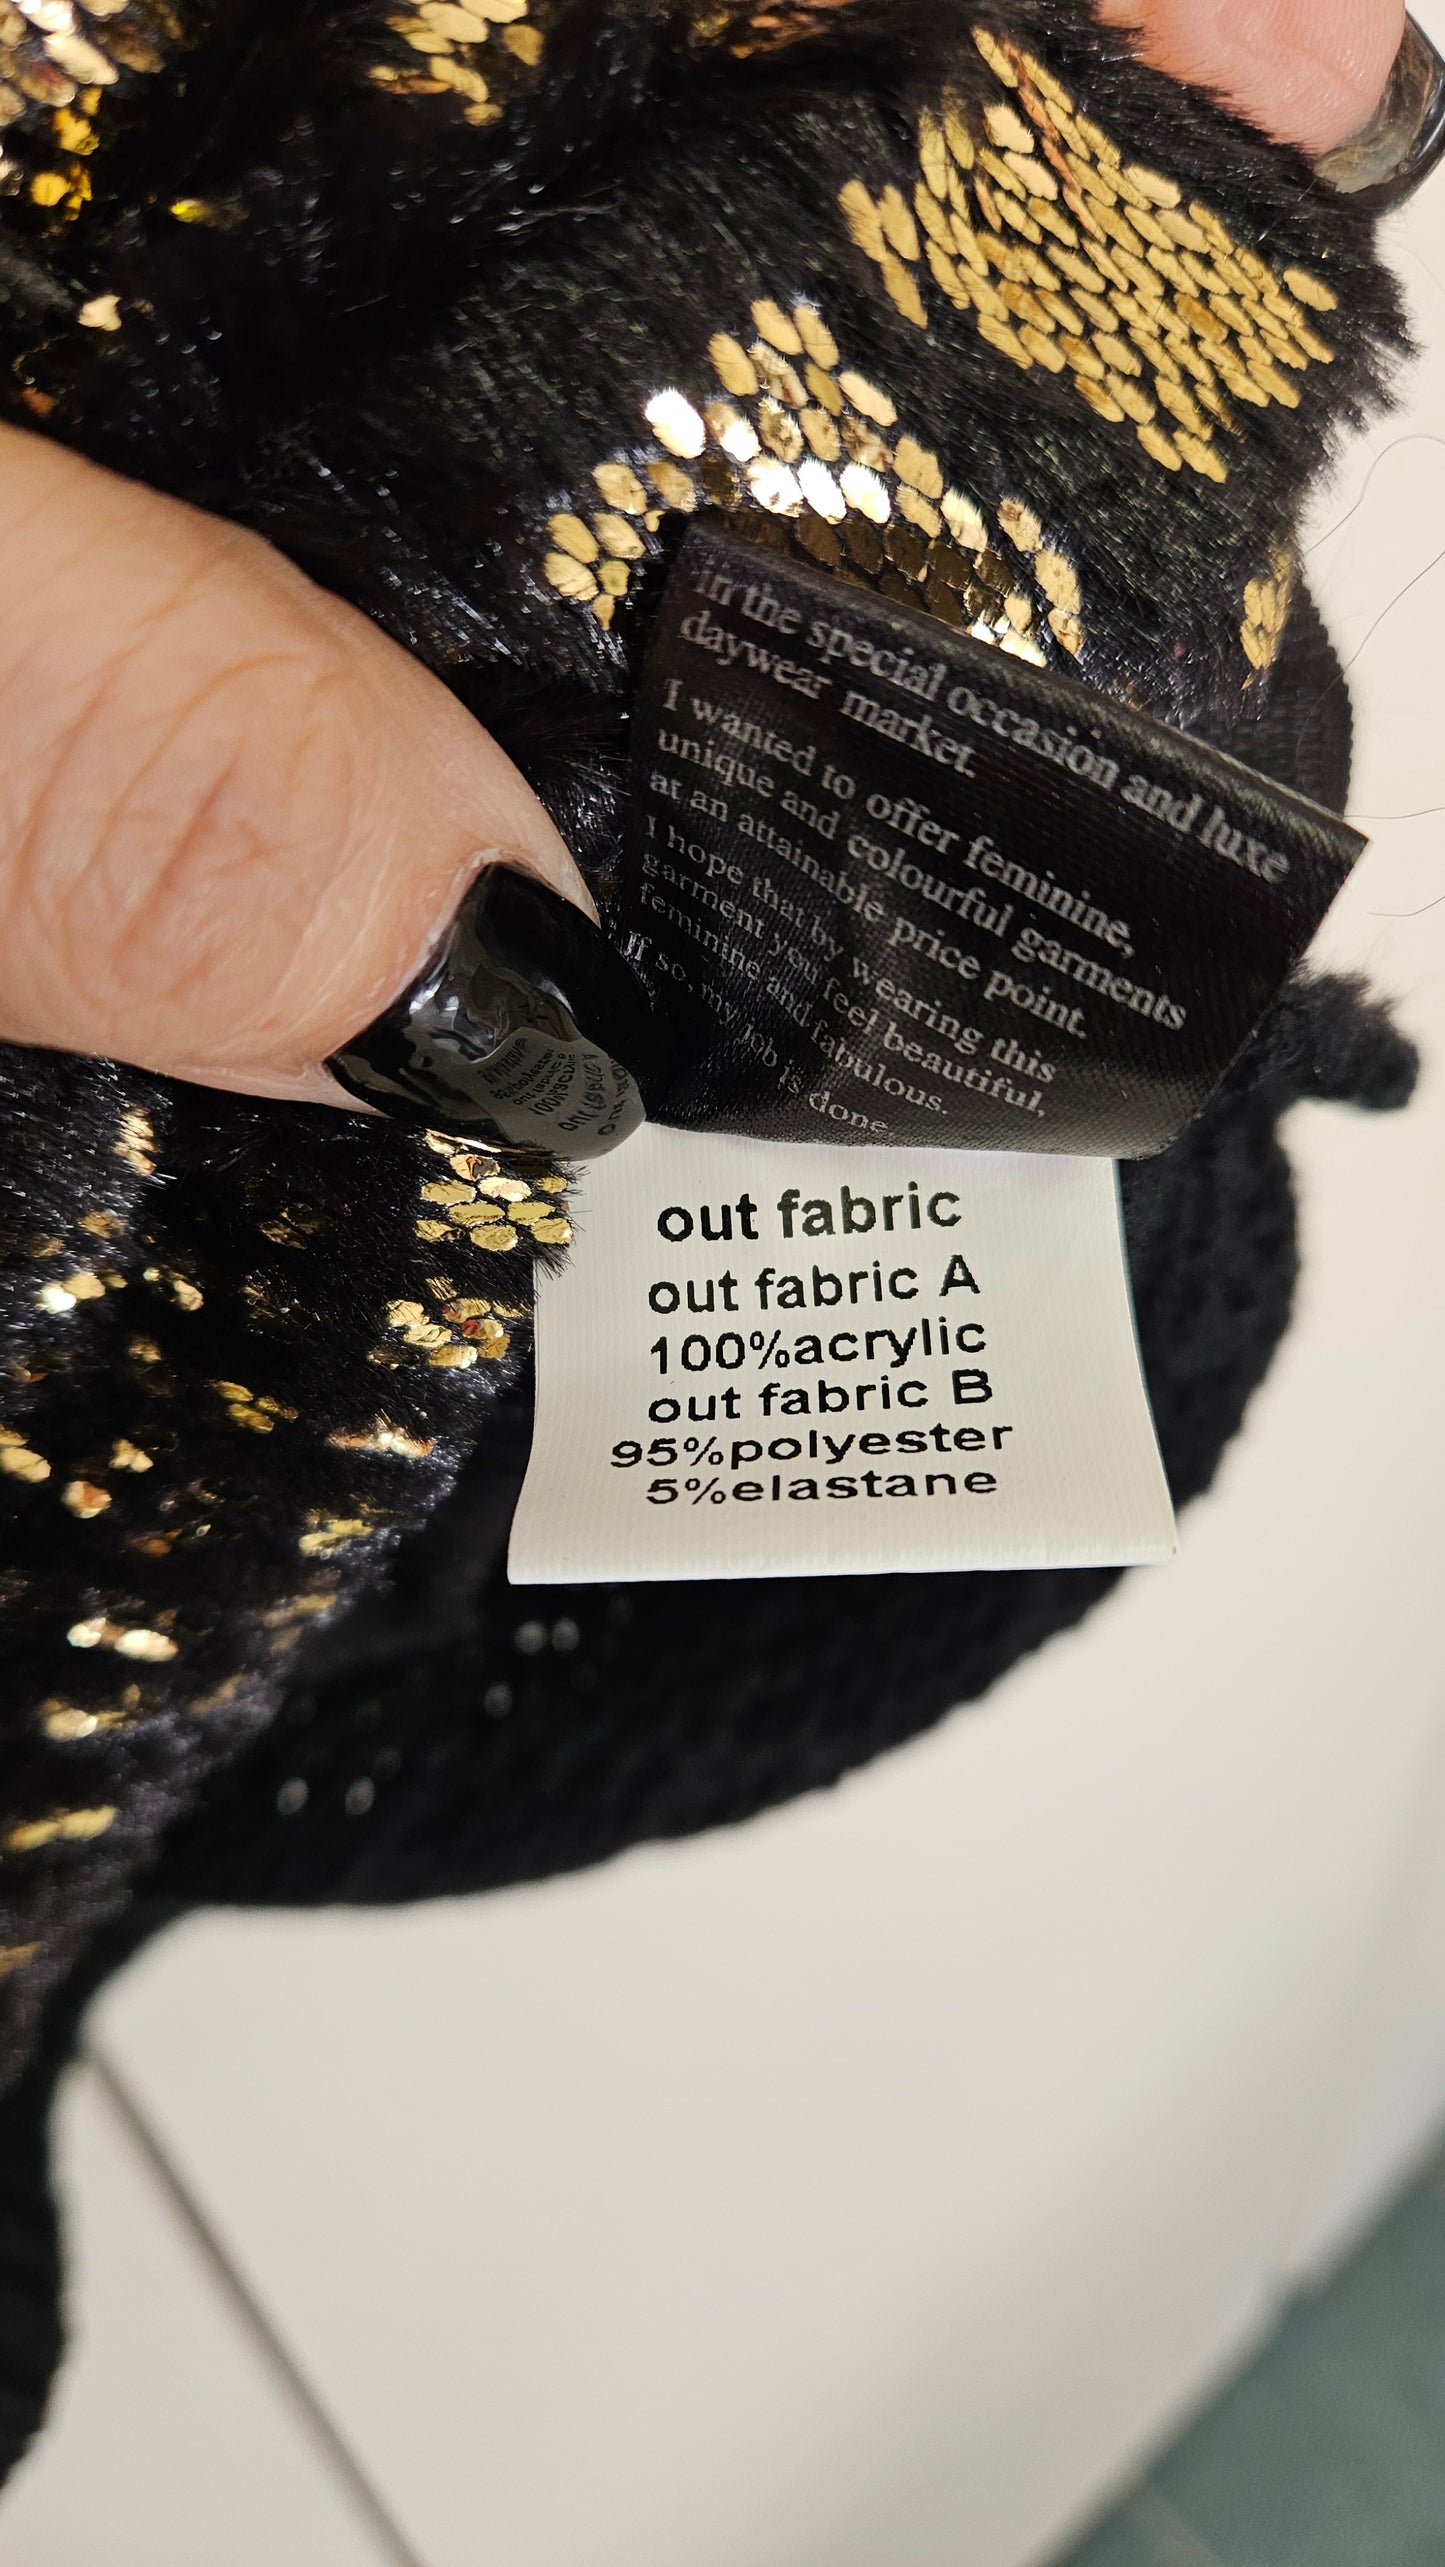 in the special occasion and luxe
daywear market.
I wanted to offer feminine,
unique and colourful garments
at an attainable price point.
I hope that by wearing this
garment you feel beautiful,
feminine and fabulous.
If so, my job is done.
out fabric
out fabric A
100%acrylic
out fabric B
95%polyester
5%elastane